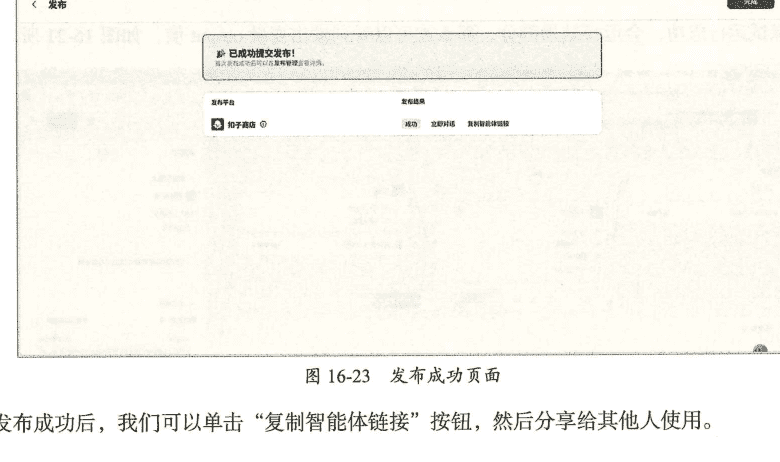 发布
完成
已成功提交发布！
发布平台
发布结果
扣子商店
成功 立即对话 复制智能体链接
图 16-23 发布成功页面
发布成功后，我们可以单击“复制智能体链接”按钮，然后分享给其他人使用。